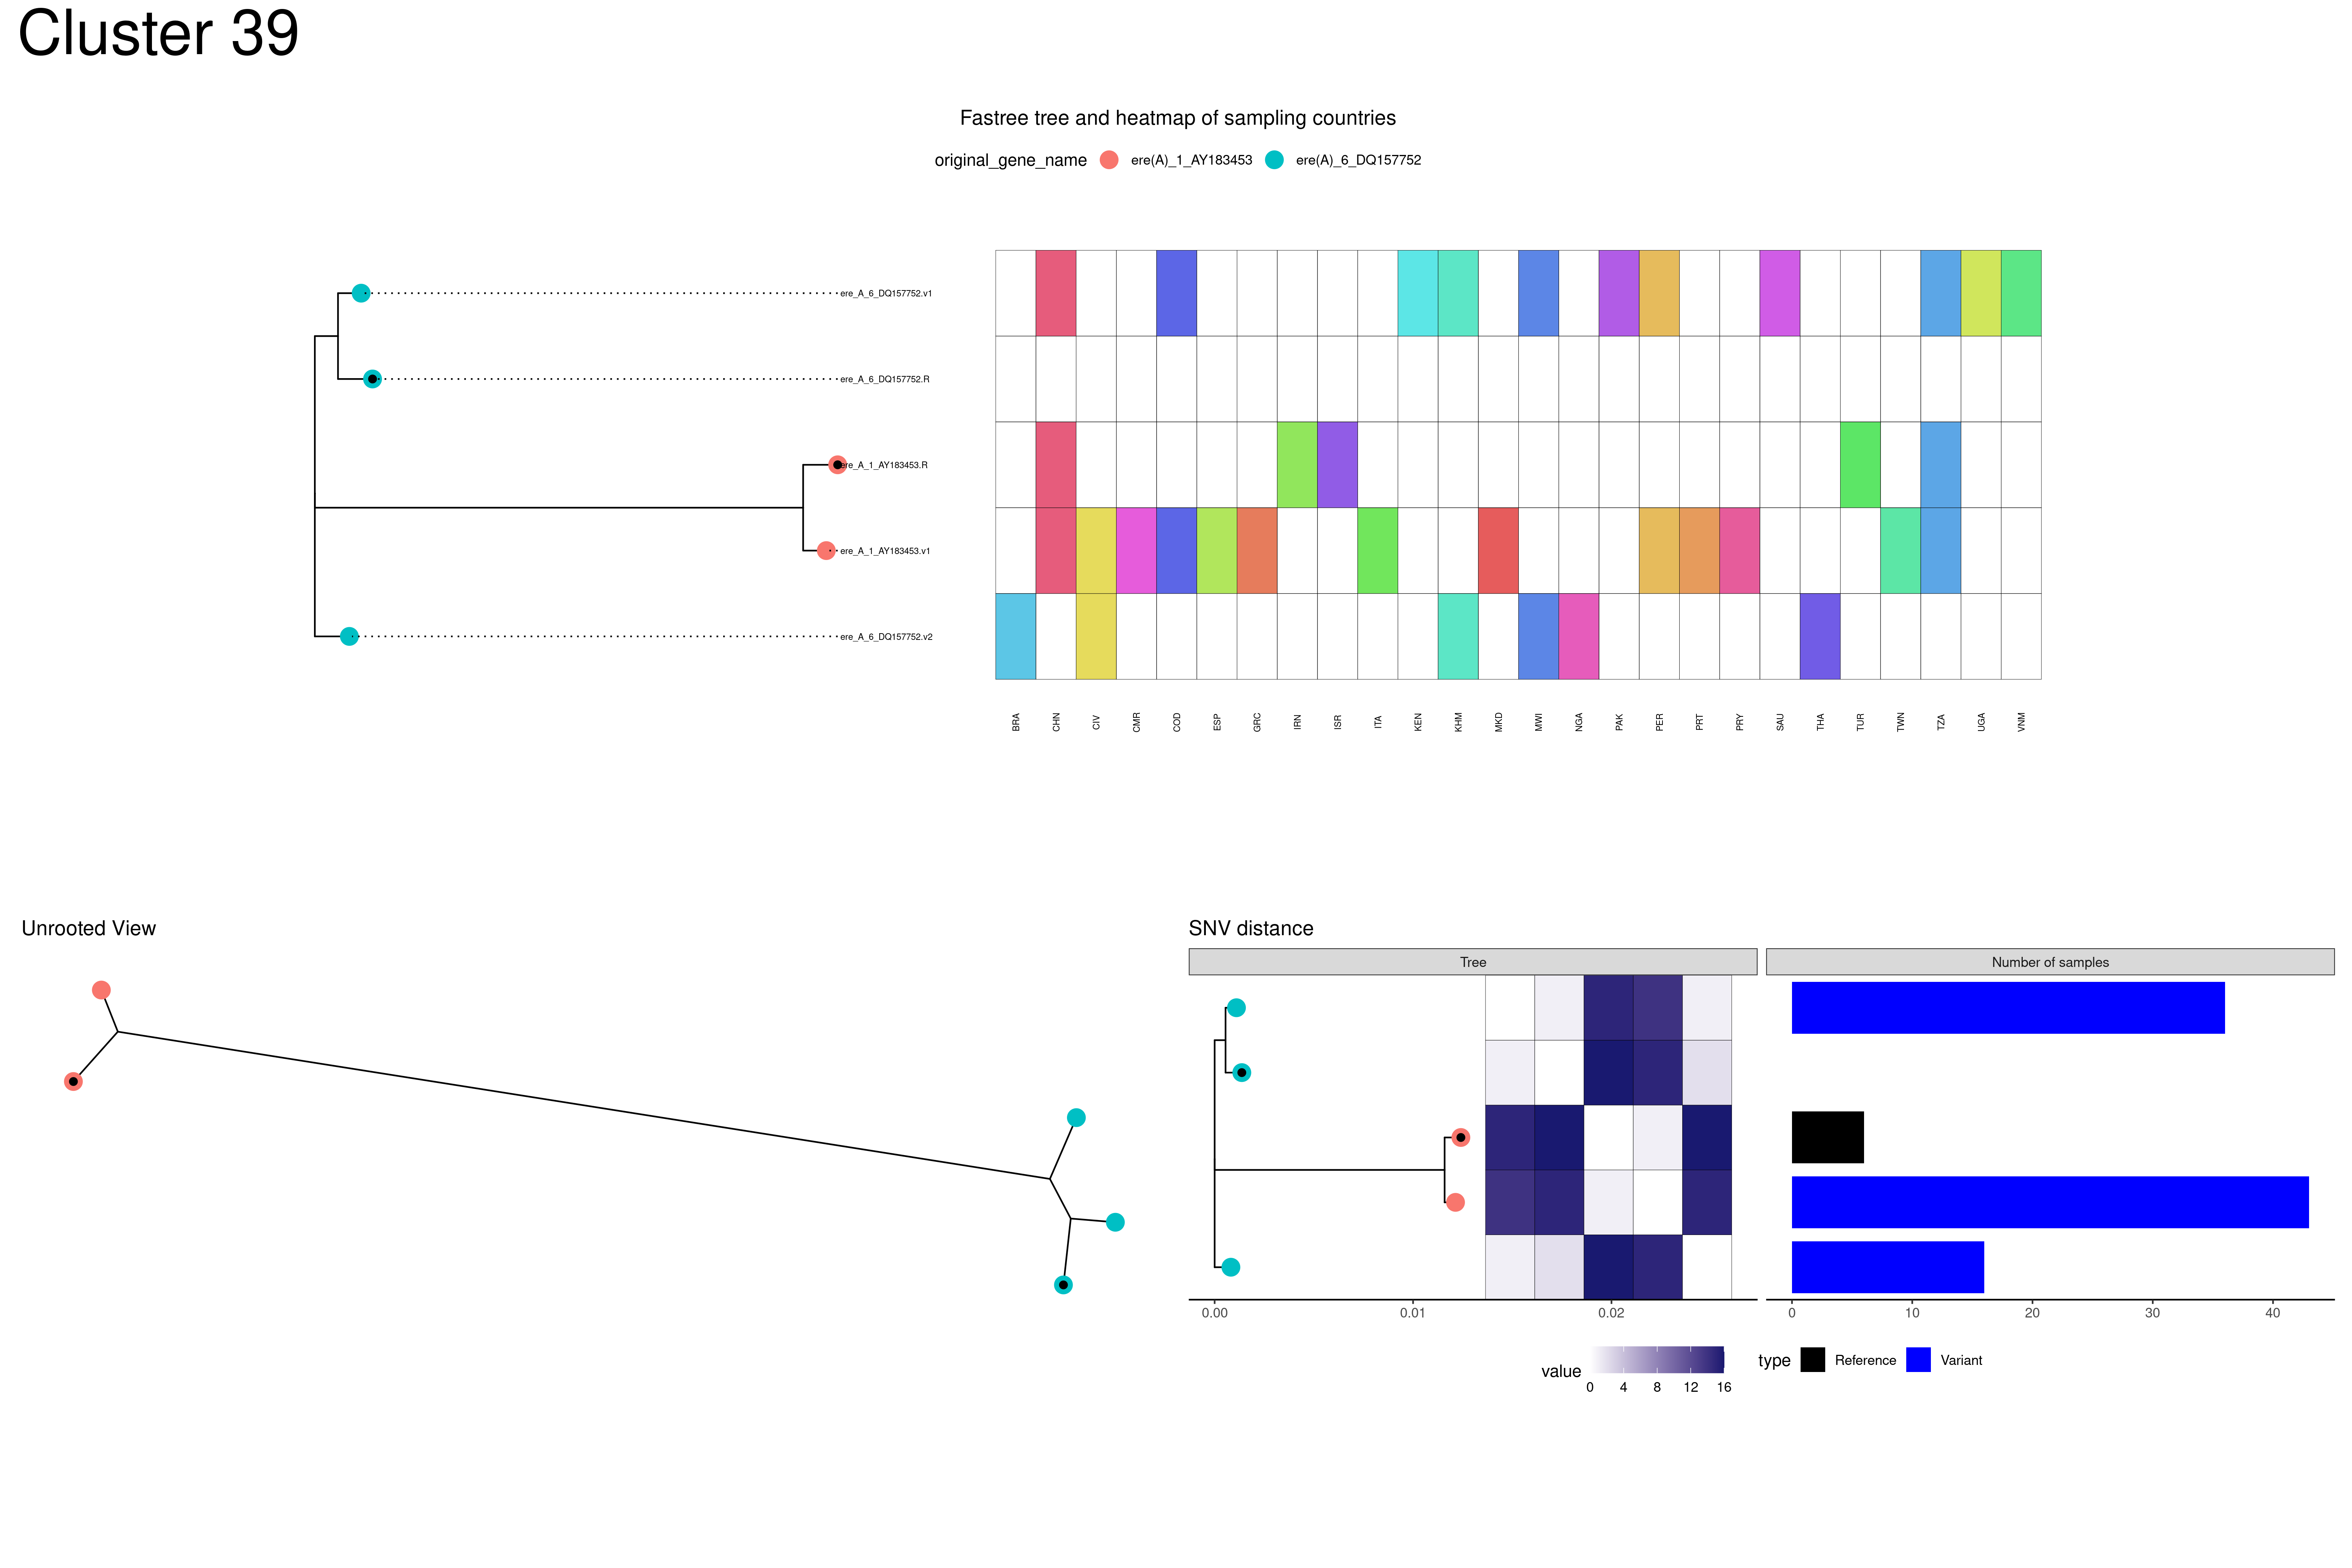 Cluster 39
Fastree tree and heatmap of sampling countries
original_gene_name ere(A)_1_AY183453 ere(A)_6_DQ157752
ere_A_6_DQ157752.v1
ere_A_6_DQ157752.R
ere_A_1_AY183453.R
ere_A_1_AY183453.v1
ere_A_6_DQ157752.v2
BRA CHN CIV CMR COD ESP GRC IRN ISR ITA KEN KHM MKD MWI NGA PAK PER PRT PRY SAU THA TUR TWN TZA UGA VNM
Unrooted View
SNV distance
Tree
Number of samples
0.00 0.01 0.02
0 10 20 30 40
value
0 4 8 12 16
type Reference Variant